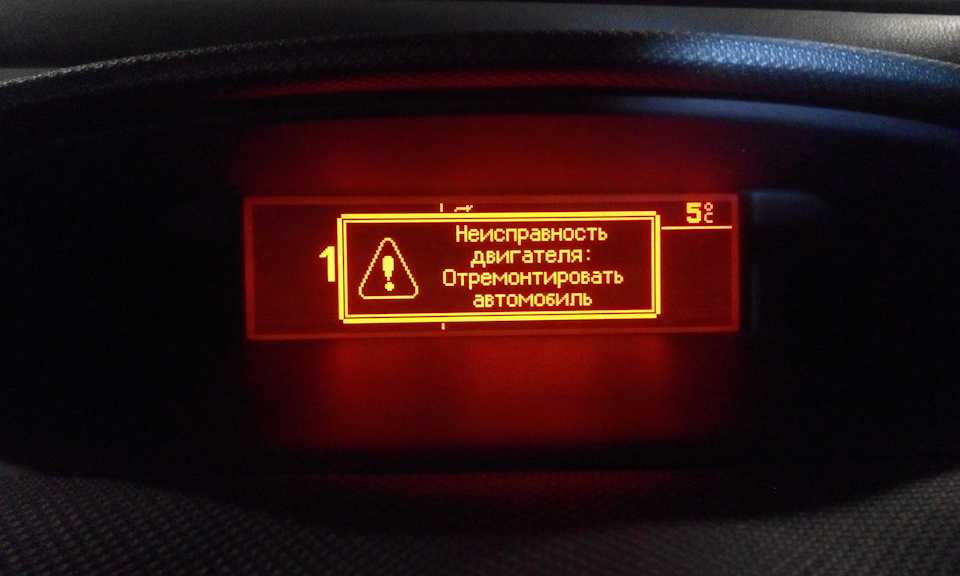 5°C
1
Неисправность
двигателя:
Отремонтировать
автомобиль